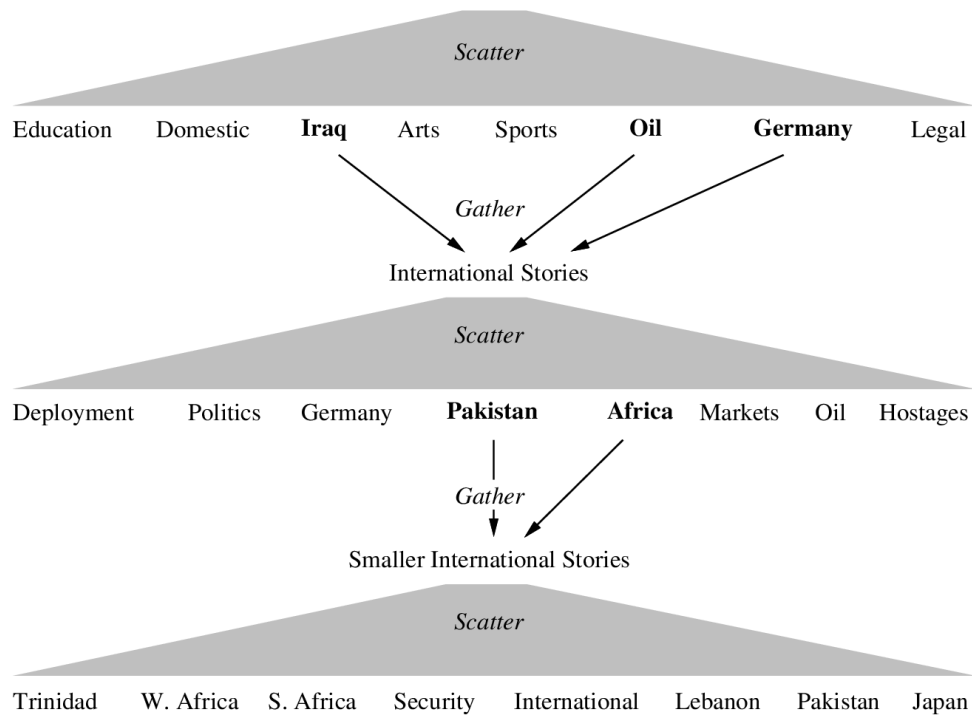 Scatter
Education Domestic Iraq Arts Sports Oil Germany Legal
Gather
International Stories
Scatter
Deployment Politics Germany Pakistan Africa Markets Oil Hostages
Gather
Smaller International Stories
Scatter
Trinidad W. Africa S. Africa Security International Lebanon Pakistan Japan